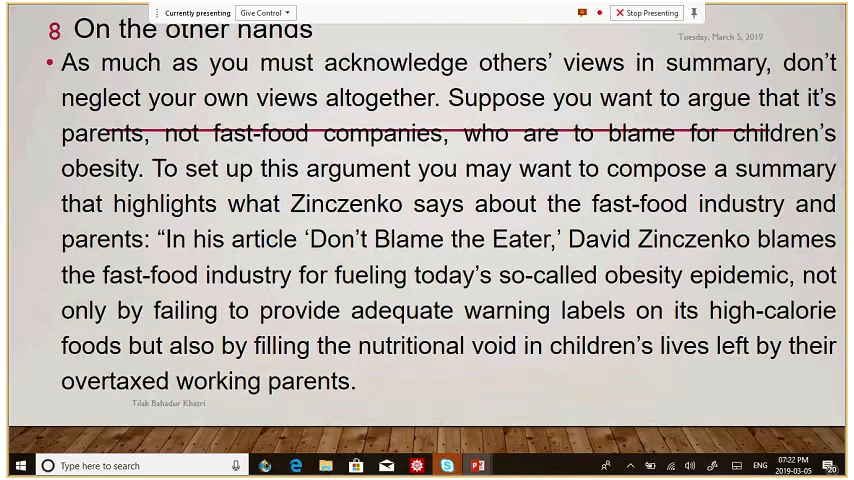 Currently presenting
Give Control
Stop Presenting
8
On the other hands
Tuesday, March 5, 2019
• As much as you must acknowledge others’ views in summary, don’t
neglect your own views altogether. Suppose you want to argue that it’s
parents, not fast-food companies, who are to blame for children’s
obesity. To set up this argument you may want to compose a summary
that highlights what Zinczenko says about the fast-food industry and
parents: “In his article ‘Don’t Blame the Eater,’ David Zinczenko blames
the fast-food industry for fueling today’s so-called obesity epidemic, not
only by failing to provide adequate warning labels on its high-calorie
foods but also by filling the nutritional void in children’s lives left by their
overtaxed working parents.
Tilak Bahadur Khatri
Type here to search
ENG
07:22 PM
2019-03-05
20